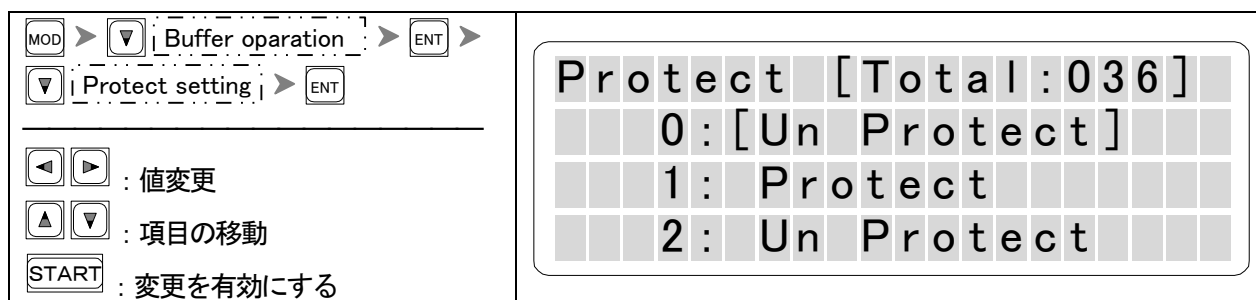 MOD > ▼ Buffer oparation > ENT >
▼ Protect setting > ENT
◀ ▶ : 値変更
▲ ▼ : 項目の移動
START : 変更を有効にする
Protect [Total:036]
0:[Un Protect]
1: Protect
2: Un Protect